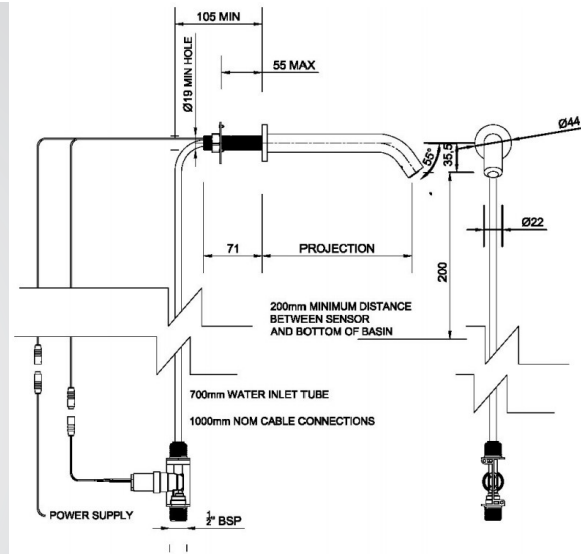 105 MIN
55 MAX
Ø19 MIN HOLE
Ø44
55°
35,5
Ø22
71
PROJECTION
200
200mm MINIMUM DISTANCE
BETWEEN SENSOR
AND BOTTOM OF BASIN
700mm WATER INLET TUBE
1000mm NOM CABLE CONNECTIONS
POWER SUPPLY
½" BSP